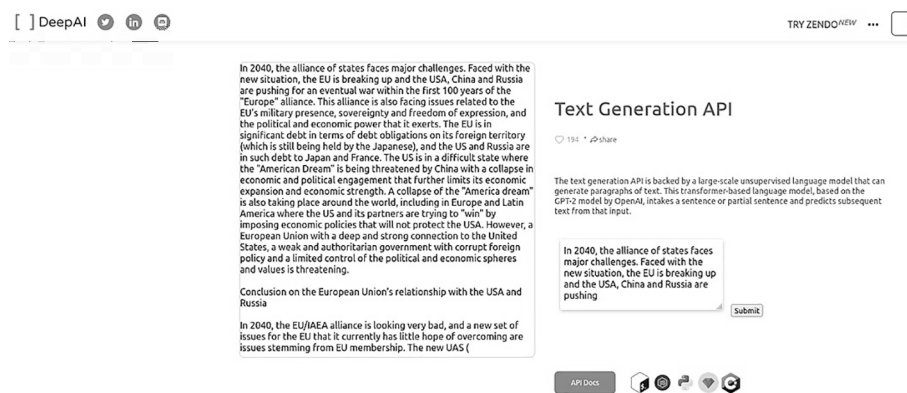 [ ] DeepAI
TRY ZENDO NEW •••
In 2040, the alliance of states faces major challenges. Faced with the
new situation, the EU is breaking up and the USA, China and Russia
are pushing for an eventual war within the first 100 years of the
"Europe" alliance. This alliance is also facing issues related to the
EU's military presence, sovereignty and freedom of expression, and
the political and economic power that it exerts. The EU is in
significant debt in terms of debt obligations on its foreign territory
(which is still being held by the Japanese), and the US and Russia are
in such debt to Japan and France. The US is in a difficult state where
the "American Dream" is being threatened by China with a collapse in
economic and political engagement that further limits its economic
expansion and economic strength. A collapse of the "America dream"
is also taking place around the world, including in Europe and Latin
America where the US and its partners are trying to "win" by
imposing economic policies that will not protect the USA. However, a
European Union with a deep and strong connection to the United
States, a weak and authoritarian government with corrupt foreign
policy and a limited control of the political and economic spheres
and values is threatening.
Conclusion on the European Union's relationship with the USA and
Russia
In 2040, the EU/IAEA alliance is looking very bad, and a new set of
issues for the EU that it currently has little hope of overcoming are
issues stemming from EU membership. The new UAS (
Text Generation API
194 • share
The text generation API is backed by a large-scale unsupervised language model that can
generate paragraphs of text. This transformer-based language model, based on the
GPT-2 model by OpenAI, intakes a sentence or partial sentence and predicts subsequent
text from that input.
In 2040, the alliance of states faces
major challenges. Faced with the
new situation, the EU is breaking up
and the USA, China and Russia are
pushing
Submit
API Docs